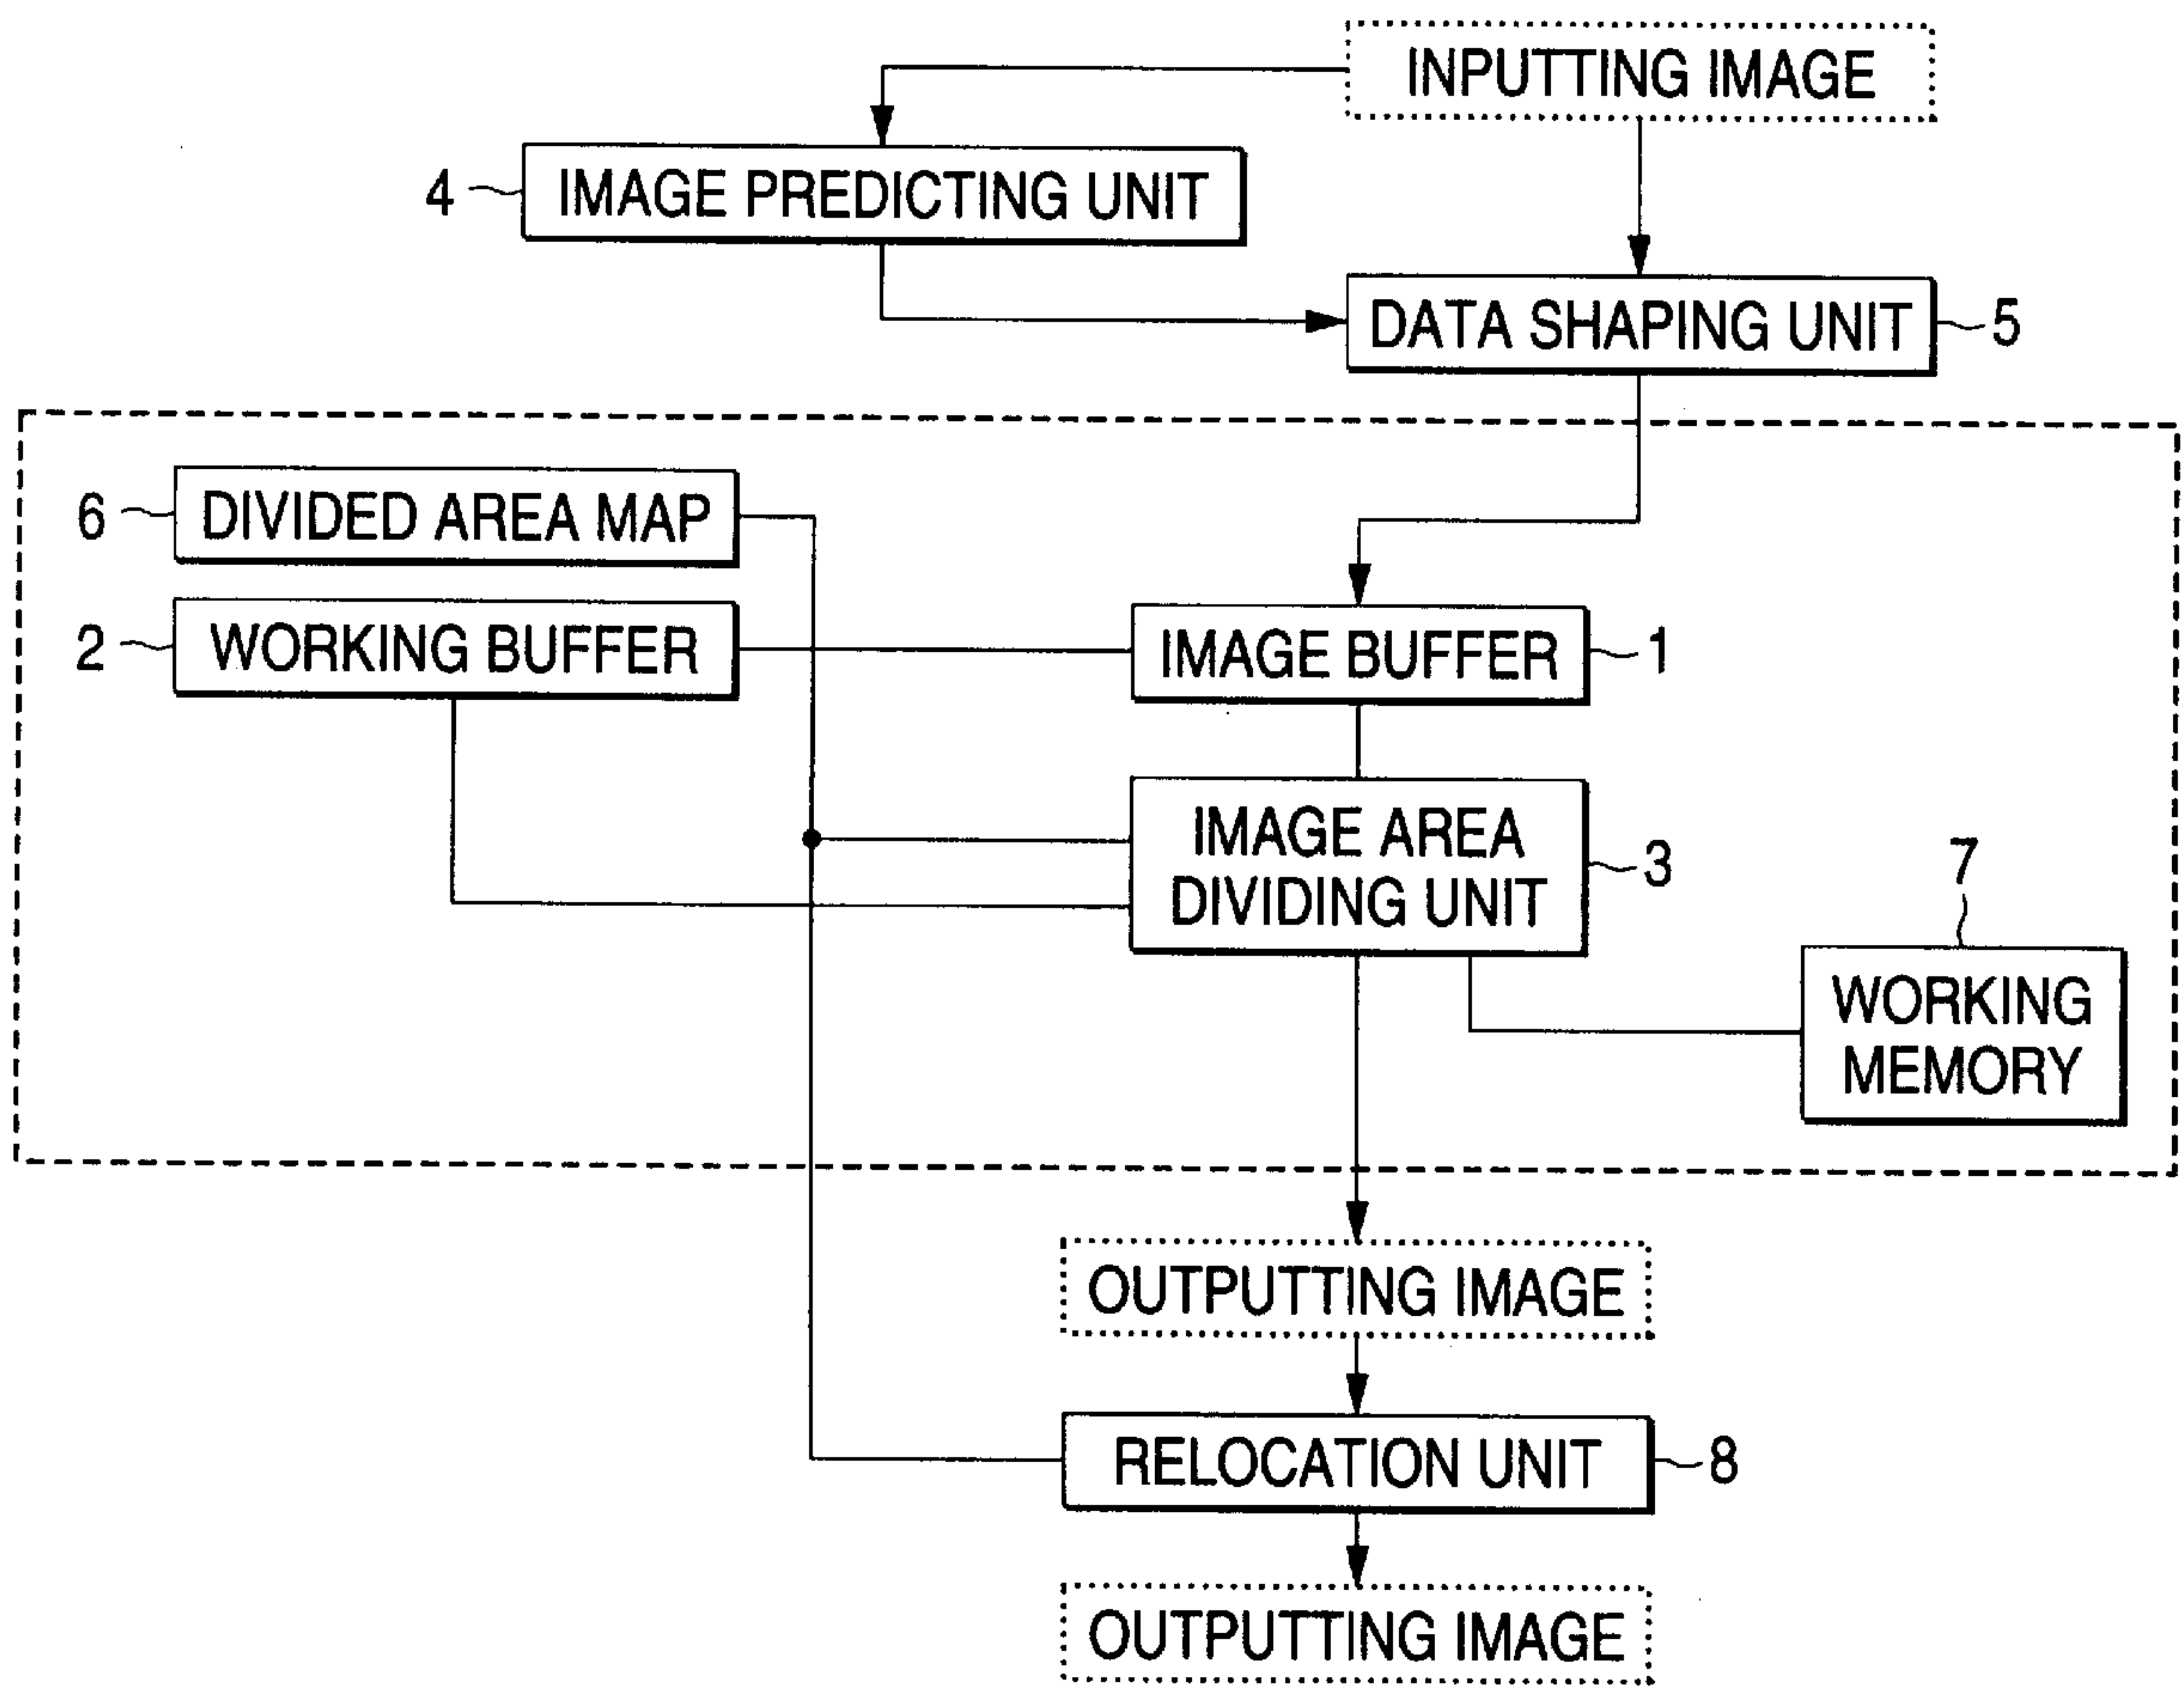 INPUTTING IMAGE
4 IMAGE PREDICTING UNIT
DATA SHAPING UNIT 5
6 DIVIDED AREA MAP
2 WORKING BUFFER
IMAGE BUFFER 1
IMAGE AREA
DIVIDING UNIT
3
7
WORKING
MEMORY
OUTPUTTING IMAGE
RELOCATION UNIT 8
OUTPUTTING IMAGE